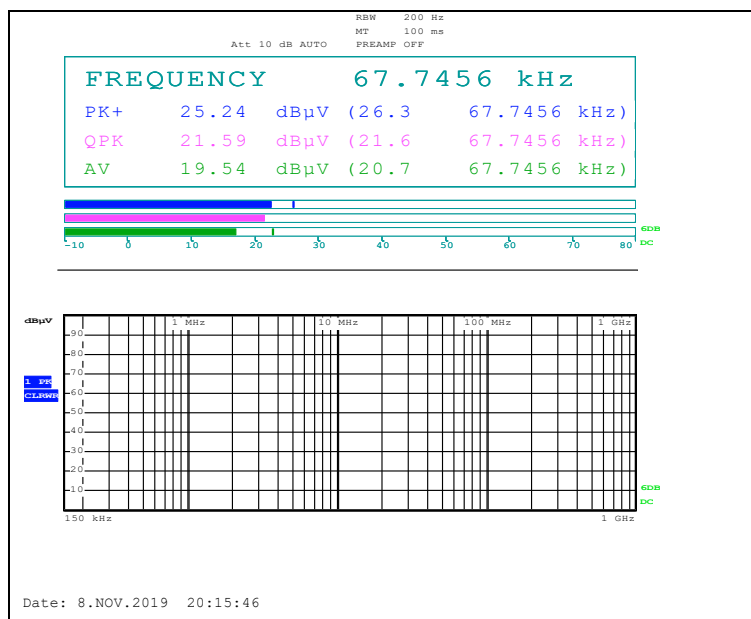 RBW 200 Hz
MT 100 ms
Att 10 dB AUTO PREAMP OFF
FREQUENCY 67.7456 kHz
PK+ 25.24 dBµV (26.3 67.7456 kHz)
QPK 21.59 dBµV (21.6 67.7456 kHz)
AV 19.54 dBµV (20.7 67.7456 kHz)
6DB
-10 0 10 20 30 40 50 60 70 80
DC
dBµV
1 MHz 10 MHz 100 MHz 1 GHz
90
80
70
1 PK
60
CLRWR
50
40
30
20
10
6DB
DC
150 kHz 1 GHz
Date: 8.NOV.2019 20:15:46